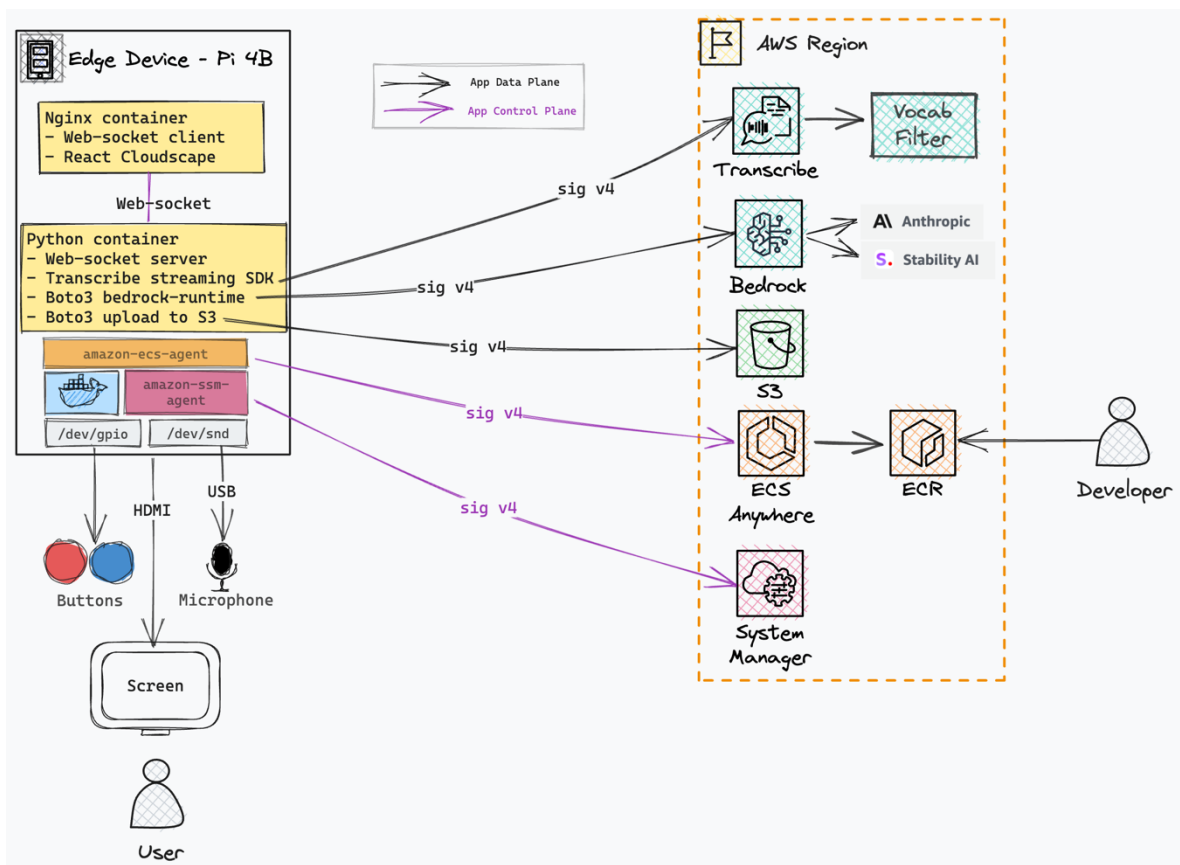 Edge Device - Pi 4B
Nginx container
- Web-socket client
- React Cloudscape
Web-socket
Python container
- Web-socket server
- Transcribe streaming SDK
- Boto3 bedrock-runtime
- Boto3 upload to S3
amazon-ecs-agent
amazon-ssm-
agent
/dev/gpio
/dev/snd
HDMI
USB
Buttons
Microphone
Screen
User
App Data Plane
App Control Plane
sig v4
sig v4
sig v4
sig v4
sig v4
AWS Region
Transcribe
Vocab
Filter
Bedrock
Anthropic
Stability AI
S3
ECS
Anywhere
ECR
System
Manager
Developer